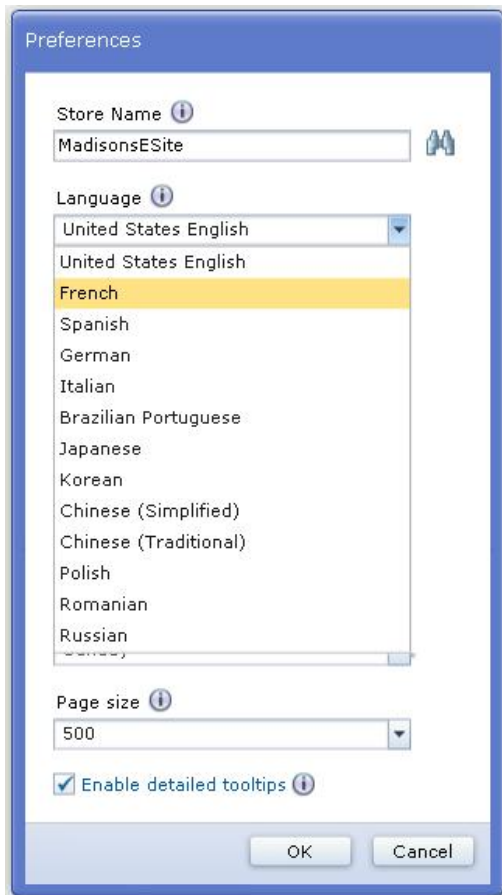 Preferences
Store Name
MadisonsESite
Language
United States English
United States English
French
Spanish
German
Italian
Brazilian Portuguese
Japanese
Korean
Chinese (Simplified)
Chinese (Traditional)
Polish
Romanian
Russian
Page size
500
Enable detailed tooltips
OK Cancel